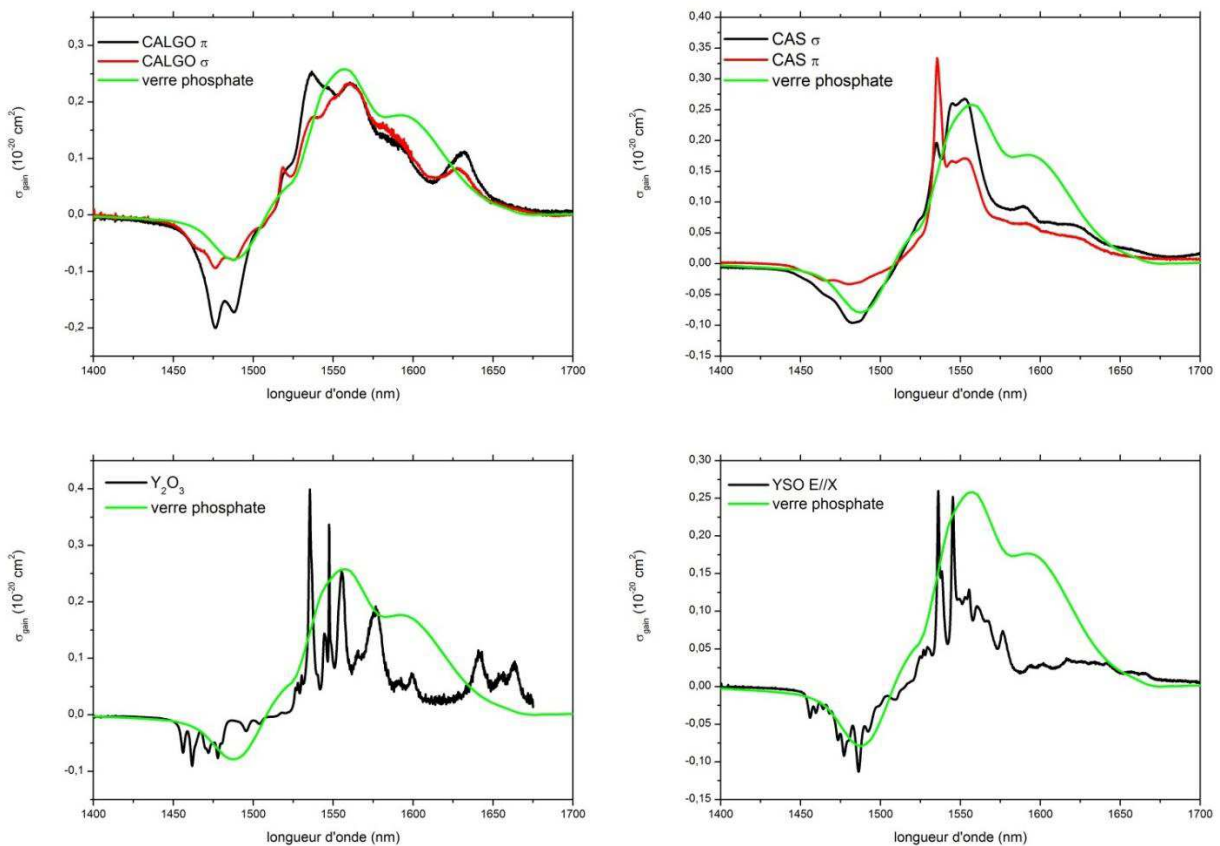 CALGO π
CALGO σ
verre phosphate
0,3
0,2
0,1
0,0
-0,1
-0,2
σgain (10-20 cm2)
1400 1450 1500 1550 1600 1650 1700
longueur d'onde (nm)
CAS σ
CAS π
verre phosphate
0,40
0,35
0,30
0,25
0,20
0,15
0,10
0,05
0,00
-0,05
-0,10
-0,15
σgain (10-20 cm2)
1400 1450 1500 1550 1600 1650 1700
longueur d'onde (nm)
Y2O3
verre phosphate
0,4
0,3
0,2
0,1
0,0
-0,1
σgain (10-20 cm2)
1400 1450 1500 1550 1600 1650 1700
longueur d'onde (nm)
YSO E//X
verre phosphate
0,30
0,25
0,20
0,15
0,10
0,05
0,00
-0,05
-0,10
-0,15
σgain (10-20 cm2)
1400 1450 1500 1550 1600 1650 1700
longueur d'onde (nm)